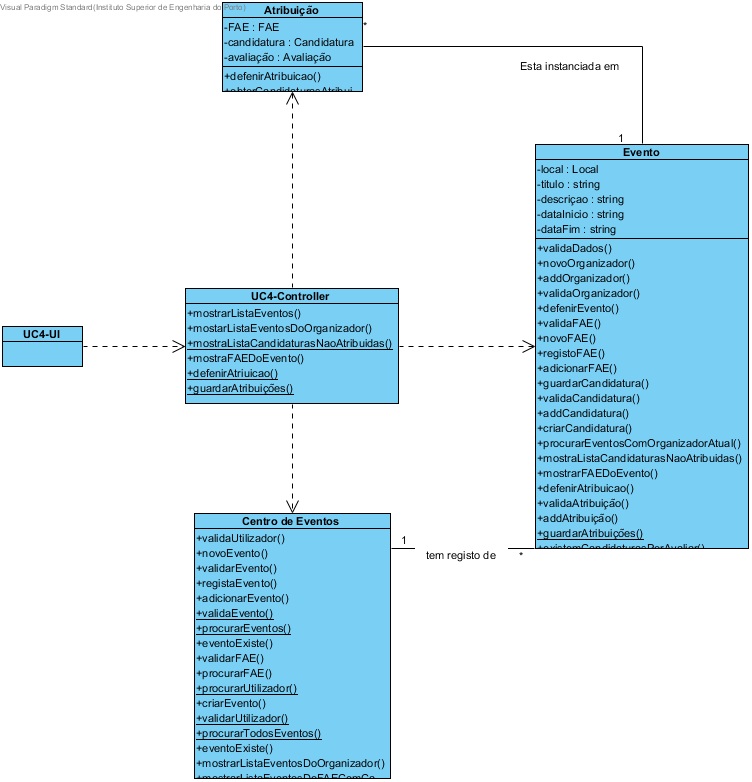 Visual Paradigm Standard(Instituto Superior de Engenharia do Porto)
Atribuição
-FAE : FAE
-candidatura : Candidatura
-avaliação : Avaliação
+defenirAtribuicao()
+obterCandidaturasAtribui
*
Esta instanciada em
1
Evento
-local : Local
-titulo : string
-descriçao : string
-dataInicio : string
-dataFim : string
+validaDados()
+novoOrganizador()
+addOrganizador()
+validaOrganizador()
+defenirEvento()
+validaFAE()
+novoFAE()
+registoFAE()
+adicionarFAE()
+guardarCandidatura()
+validaCandidatura()
+addCandidatura()
+criarCandidatura()
+procurarEventosComOrganizadorAtual()
+mostraListaCandidaturasNaoAtribuidas()
+mostrarFAEDoEvento()
+defenirAtribuicao()
+validaAtribuição()
+addAtribuição()
+guardarAtribuições()
+existemCandidaturasPorAvaliar()
UC4-Controller
+mostrarListaEventos()
+mostarListaEventosDoOrganizador()
+mostraListaCandidaturasNaoAtribuidas()
+mostraFAEDoEvento()
+defenirAtriuicao()
+guardarAtribuições()
UC4-UI
Centro de Eventos
+validaUtilizador()
+novoEvento()
+validarEvento()
+registaEvento()
+adicionarEvento()
+validaEvento()
+procurarEventos()
+eventoExiste()
+validarFAE()
+procurarFAE()
+procurarUtilizador()
+criarEvento()
+validarUtilizador()
+procurarTodosEventos()
+eventoExiste()
+mostrarListaEventosDoOrganizador()
+mostrarListaEventosDoFAEComCa
1
tem registo de
*